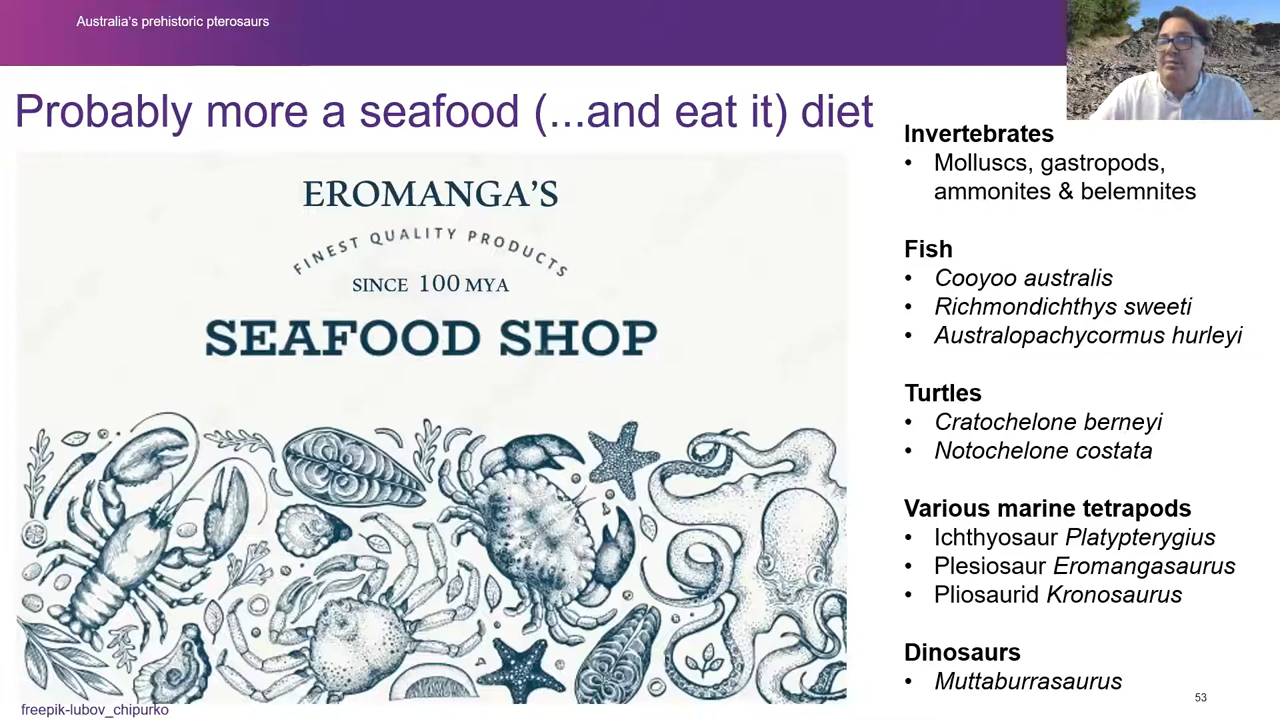 Australia's prehistoric pterosaurs
Probably more a seafood (...and eat it) diet
EROMANGA'S
FINEST QUALITY PRODUCTS
SINCE 100 MYA
SEAFOOD SHOP
freepik-lubov_chipurko
Invertebrates
• Molluscs, gastropods,
ammonites & belemnites
Fish
• Cooyoo australis
• Richmondichthys sweeti
• Australopachycormus hurleyi
Turtles
• Cratochelone berneyi
• Notochelone costata
Various marine tetrapods
• Ichthyosaur Platypterygius
• Plesiosaur Eromangasaurus
• Pliosaurid Kronosaurus
Dinosaurs
• Muttaburrasaurus
53